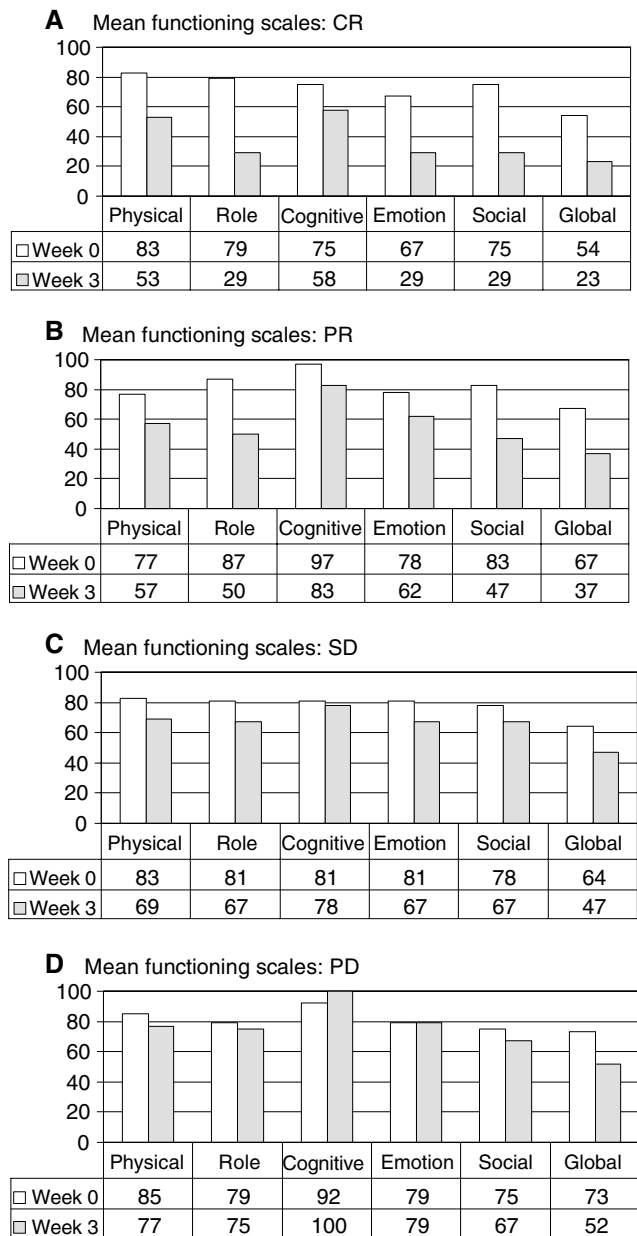 A Mean functioning scales: CR
100
80
60
40
20
0
Physical Role Cognitive Emotion Social Global
Week 0 83 79 75 67 75 54
Week 3 53 29 58 29 29 23
B Mean functioning scales: PR
100
80
60
40
20
0
Physical Role Cognitive Emotion Social Global
Week 0 77 87 97 78 83 67
Week 3 57 50 83 62 47 37
C Mean functioning scales: SD
100
80
60
40
20
0
Physical Role Cognitive Emotion Social Global
Week 0 83 81 81 81 78 64
Week 3 69 67 78 67 67 47
D Mean functioning scales: PD
100
80
60
40
20
0
Physical Role Cognitive Emotion Social Global
Week 0 85 79 92 79 75 73
Week 3 77 75 100 79 67 52